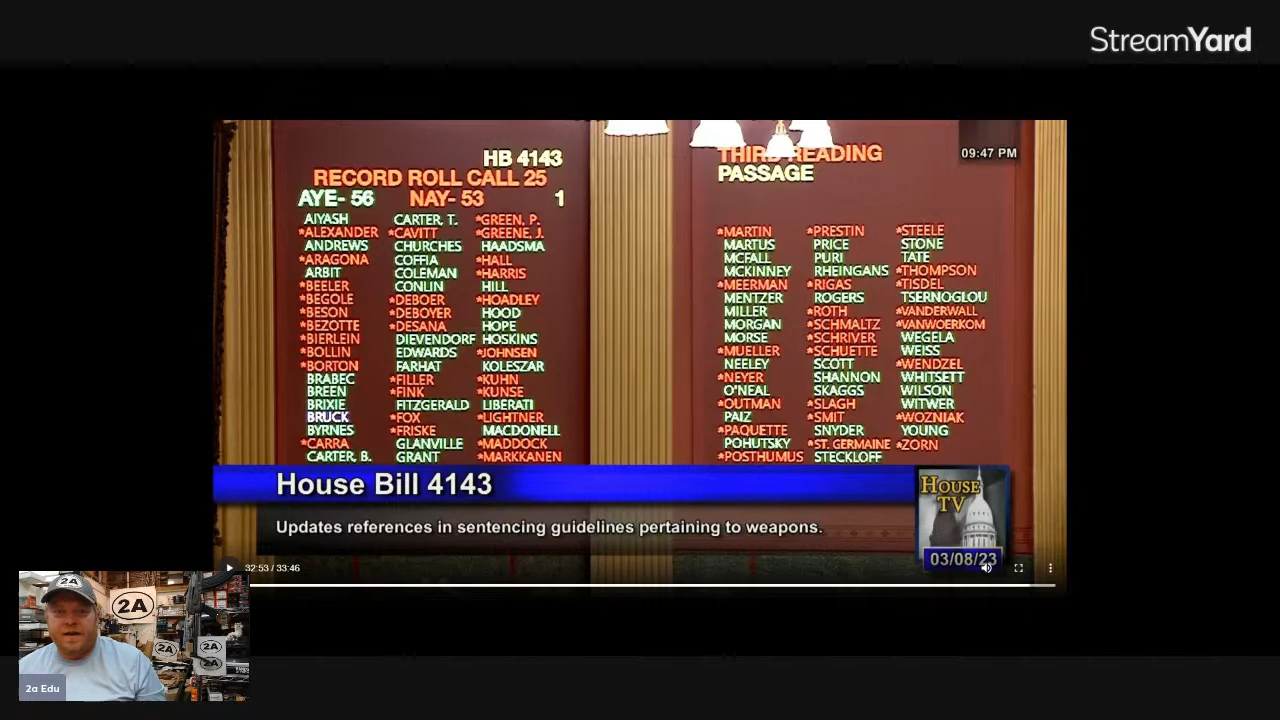 StreamYard
HB 4143
RECORD ROLL CALL 25
AYE- 56 NAY- 53 1
AIYASH CARTER, T. *GREEN, P.
*ALEXANDER *CAVITT *GREENE, J.
ANDREWS CHURCHES HAADSMA
*ARAGONA COFFIA *HALL
ARBIT COLEMAN *HARRIS
*BEELER CONLIN HILL
*BEGOLE *DEBOER *HOADLEY
*BESON *DEBOYER HOOD
*BEZOTTE *DESANA HOPE
*BIERLEIN DIEVENDORF HOSKINS
*BOLLIN EDWARDS *JOHNSEN
*BORTON FARHAT KOLESZAR
BRABEC *FILLER *KUHN
BREEN *FINK *KUNSE
BRIXIE FITZGERALD LIBERATI
BRUCK *FOX *LIGHTNER
BYRNES *FRISKE MACDONELL
*CARRA GLANVILLE *MADDOCK
CARTER, B. GRANT *MARKKANEN
THIRD READING
PASSAGE
09:47 PM
*MARTIN *PRESTIN *STEELE
MARTUS PRICE STONE
MCFALL PURI TATE
MCKINNEY RHEINGANS *THOMPSON
*MEERMAN *RIGAS *TISDEL
MENTZER ROGERS TSERNOGLOU
MILLER *ROTH *VANDERWALL
MORGAN *SCHMALTZ *VANWOERKOM
MORSE *SCHRIVER WEGELA
*MUELLER *SCHUETTE WEISS
NEELEY SCOTT *WENDZEL
*NEYER SHANNON WHITSETT
O'NEAL SKAGGS WILSON
*OUTMAN *SLAGH WITWER
PAIZ *SMIT *WOZNIAK
*PAQUETTE SNYDER YOUNG
POHUTSKY *ST. GERMAINE *ZORN
*POSTHUMUS STECKLOFF
House Bill 4143
Updates references in sentencing guidelines pertaining to weapons.
HOUSE
TV
03/08/23
32:53 / 33:46
2A
2A
2A
2A
2A
2a Edu